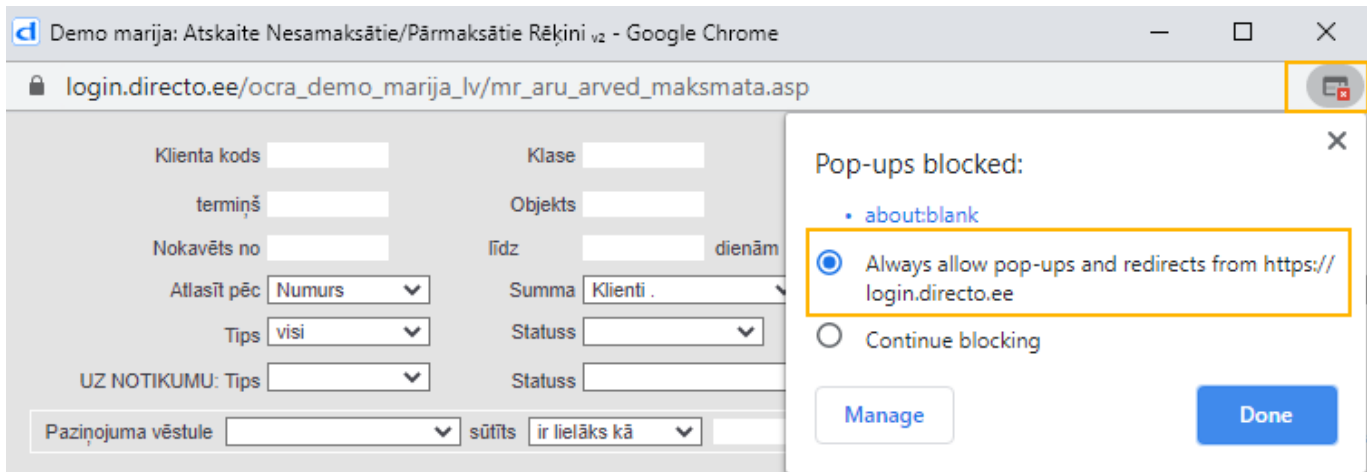 Demo marija: Atskaite Nesamaksātie/Pārmaksātie Rēķini v2 - Google Chrome
login.directo.ee/ocra_demo_marija_lv/mr_aru_arved_maksmata.asp
Klienta kods Klase
termiņš Objekts
Nokavēts no līdz dienām
Atlasīt pēc Numurs Summa Klienti .
Tips visi Statuss
UZ NOTIKUMU: Tips Statuss
Paziņojuma vēstule sūtīts ir lielāks kā
Pop-ups blocked:
• about:blank
Always allow pop-ups and redirects from https://
login.directo.ee
Continue blocking
Manage Done